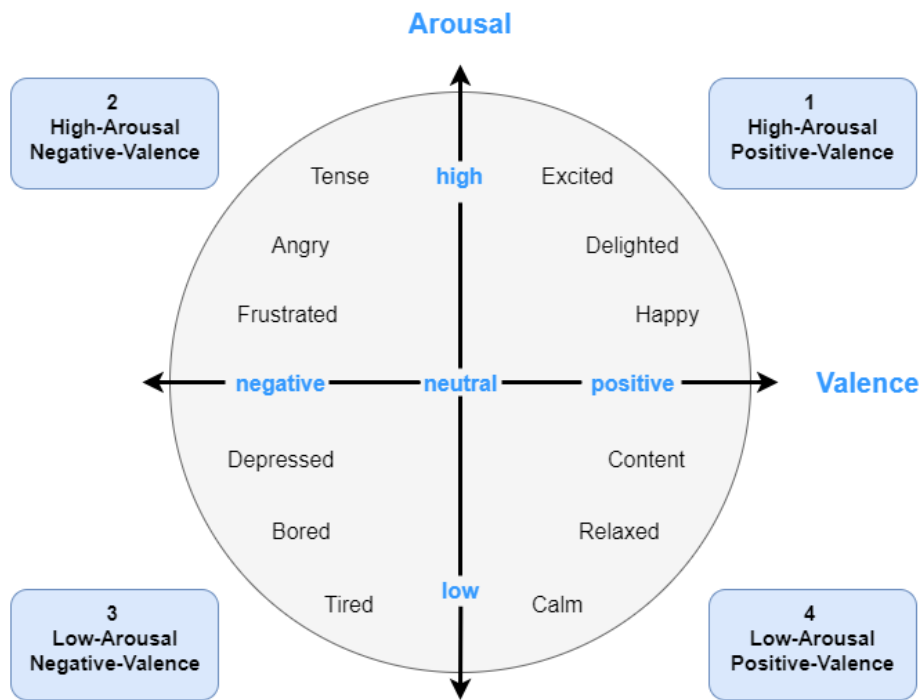 Arousal
2
High-Arousal
Negative-Valence
1
High-Arousal
Positive-Valence
Tense
high
Excited
Angry
Delighted
Frustrated
Happy
negative
neutral
positive
Valence
Depressed
Content
Bored
Relaxed
Tired
low
Calm
3
Low-Arousal
Negative-Valence
4
Low-Arousal
Positive-Valence